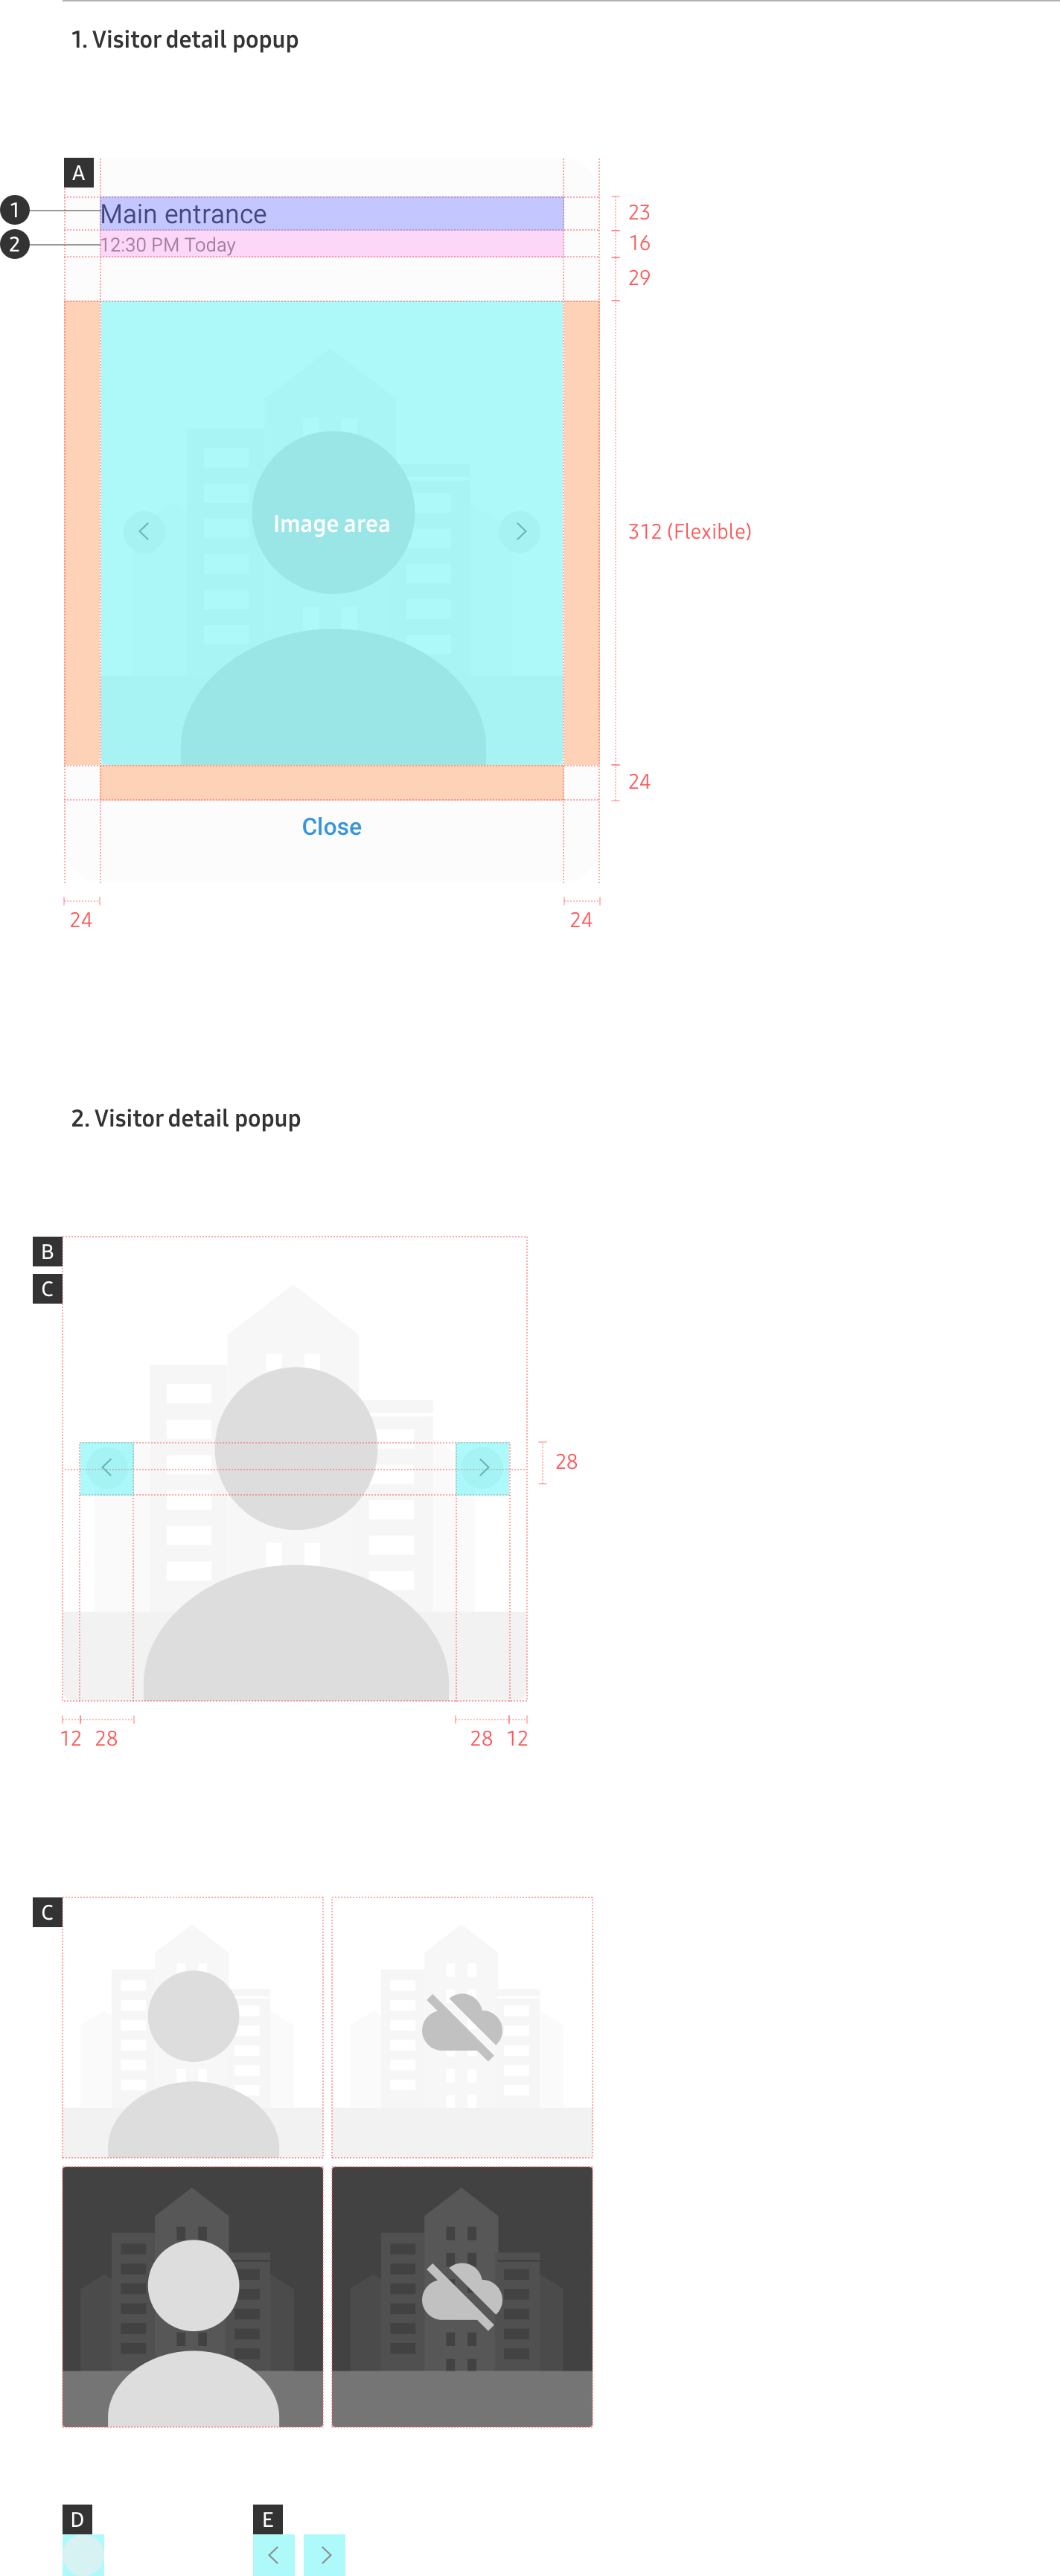 1. Visitor detail popup
A
1 Main entrance 23
2 12:30 PM Today 16
29
Image area
312 (Flexible)
24
Close
24 24
2. Visitor detail popup
B
C
28
12 28 28 12
C
D E